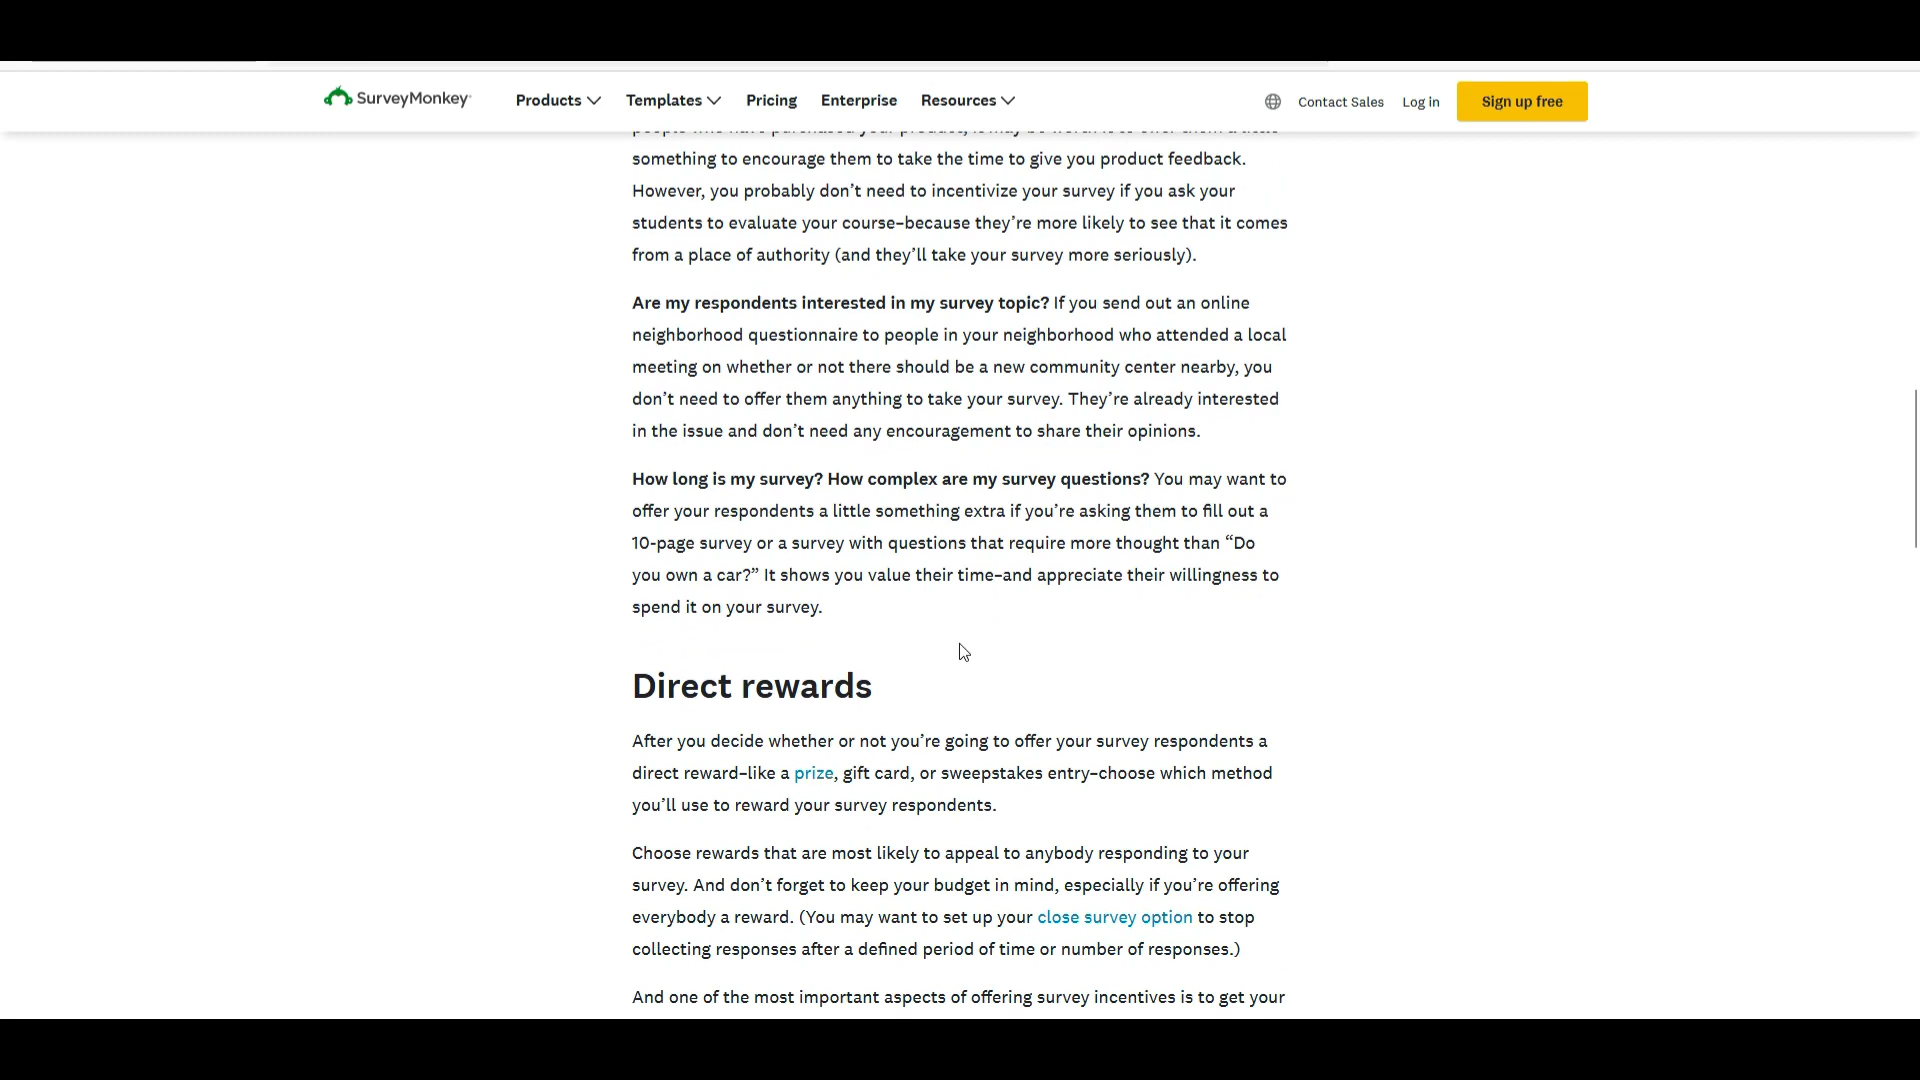 SurveyMonkey
Products
Templates
Pricing
Enterprise
Resources
Contact Sales
Log in
Sign up free
people who have purchased your product, it may be worth it to offer them a little
something to encourage them to take the time to give you product feedback.
However, you probably don’t need to incentivize your survey if you ask your
students to evaluate your course–because they’re more likely to see that it comes
from a place of authority (and they’ll take your survey more seriously).
Are my respondents interested in my survey topic? If you send out an online
neighborhood questionnaire to people in your neighborhood who attended a local
meeting on whether or not there should be a new community center nearby, you
don’t need to offer them anything to take your survey. They’re already interested
in the issue and don’t need any encouragement to share their opinions.
How long is my survey? How complex are my survey questions? You may want to
offer your respondents a little something extra if you’re asking them to fill out a
10-page survey or a survey with questions that require more thought than “Do
you own a car?” It shows you value their time–and appreciate their willingness to
spend it on your survey.
Direct rewards
After you decide whether or not you’re going to offer your survey respondents a
direct reward–like a prize, gift card, or sweepstakes entry–choose which method
you’ll use to reward your survey respondents.
Choose rewards that are most likely to appeal to anybody responding to your
survey. And don’t forget to keep your budget in mind, especially if you’re offering
everybody a reward. (You may want to set up your close survey option to stop
collecting responses after a defined period of time or number of responses.)
And one of the most important aspects of offering survey incentives is to get your